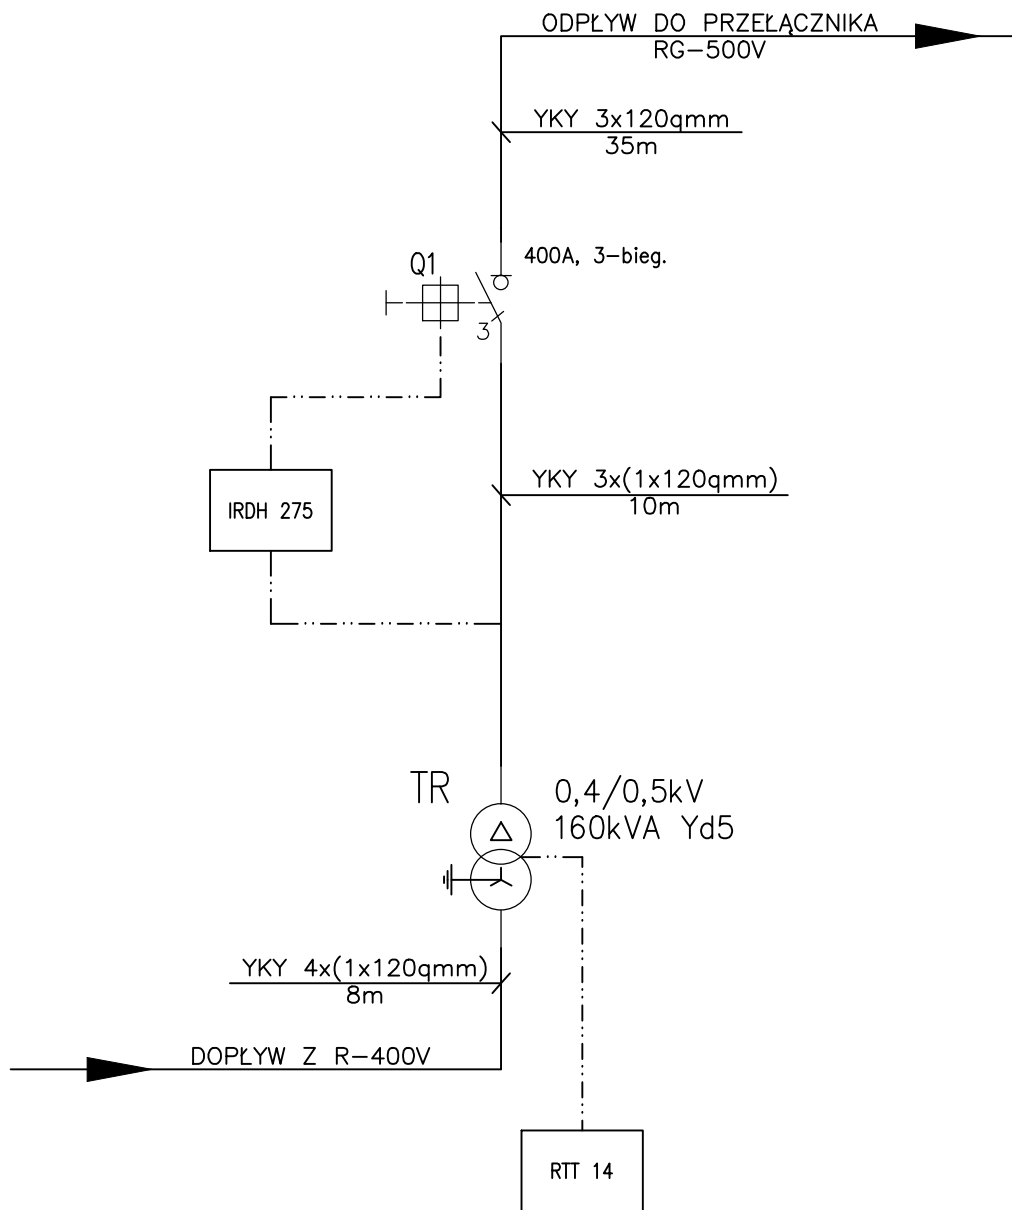 ODPŁYW DO PRZEŁĄCZNIKA
RG-500V
YKY 3x120qmm
35m
400A, 3-bieg.
Q1
3
YKY 3x(1x120qmm)
10m
IRDH 275
TR
0,4/0,5kV
160kVA Yd5
YKY 4x(1x120qmm)
8m
DOPŁYW Z R-400V
RTT 14